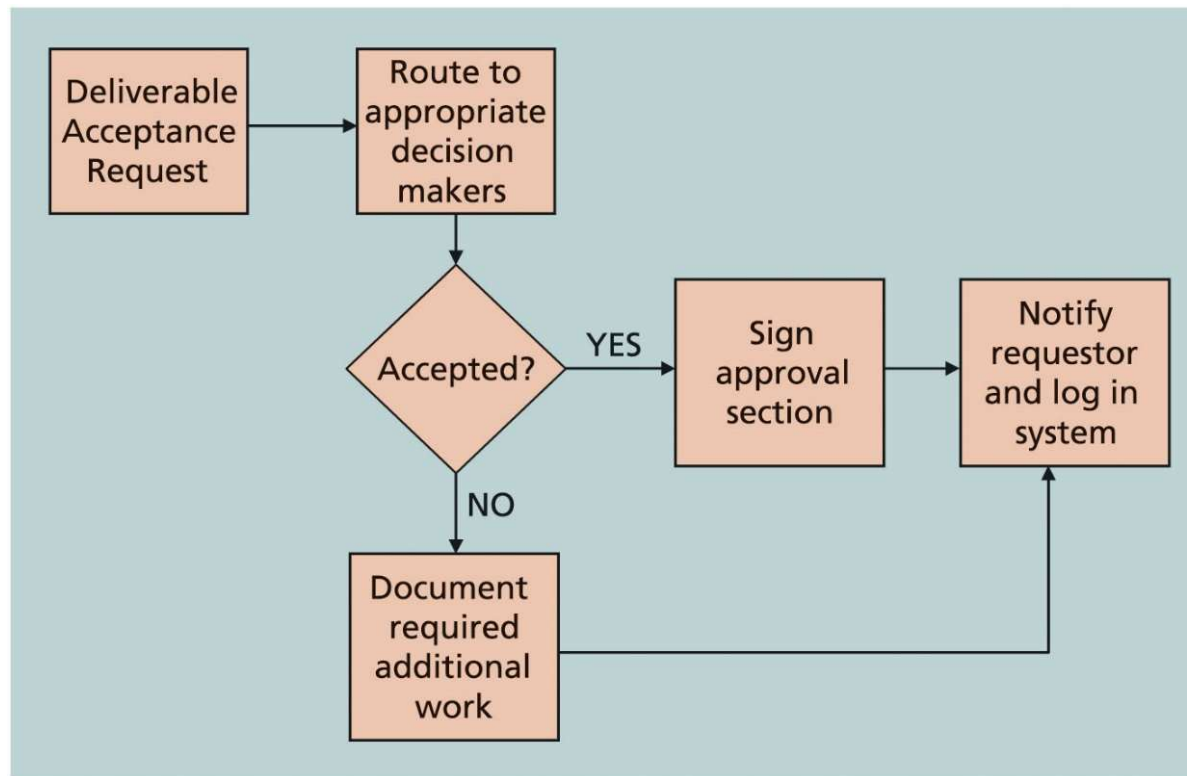 Deliverable
Acceptance
Request
Route to
appropriate
decision
makers
Accepted?
YES
Sign
approval
section
Notify
requestor
and log in
system
NO
Document
required
additional
work